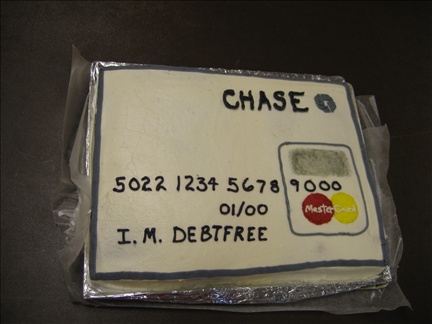 CHASE
5022 1234 5678 9000
MasterCard
01/00
I. M. DEBTFREE